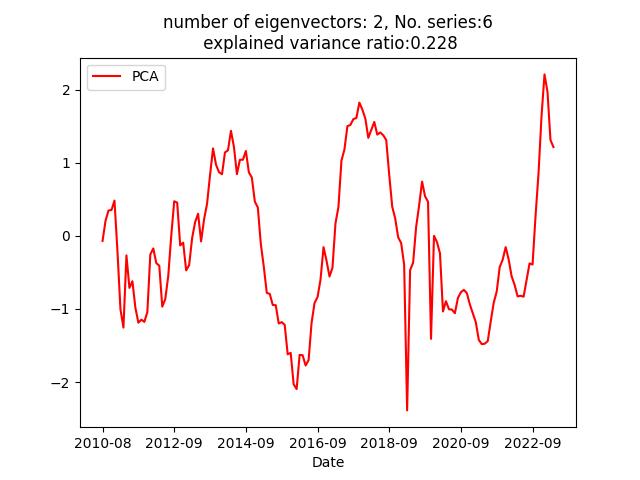 number of eigenvectors: 2, No. series:6
explained variance ratio:0.228
PCA
2
1
0
−1
−2
2010-08 2012-09 2014-09 2016-09 2018-09 2020-09 2022-09
Date